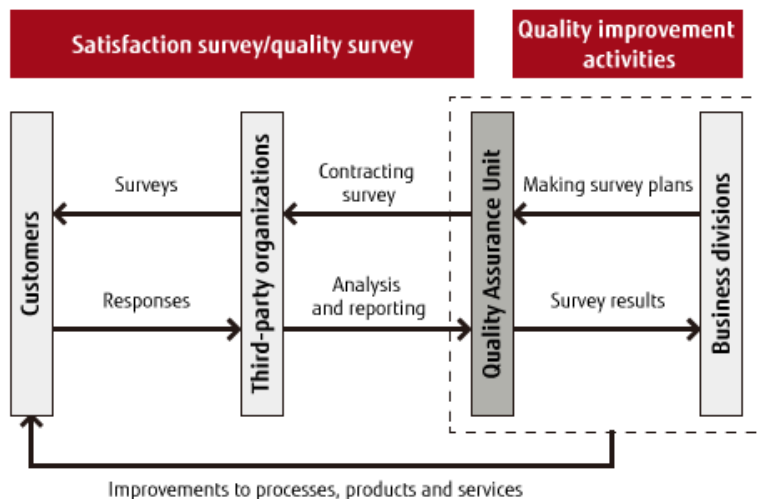 Satisfaction survey/quality survey
Quality improvement
activities
Customers
Surveys
Responses
Third-party organizations
Contracting
survey
Analysis
and reporting
Quality Assurance Unit
Making survey plans
Survey results
Business divisions
Improvements to processes, products and services